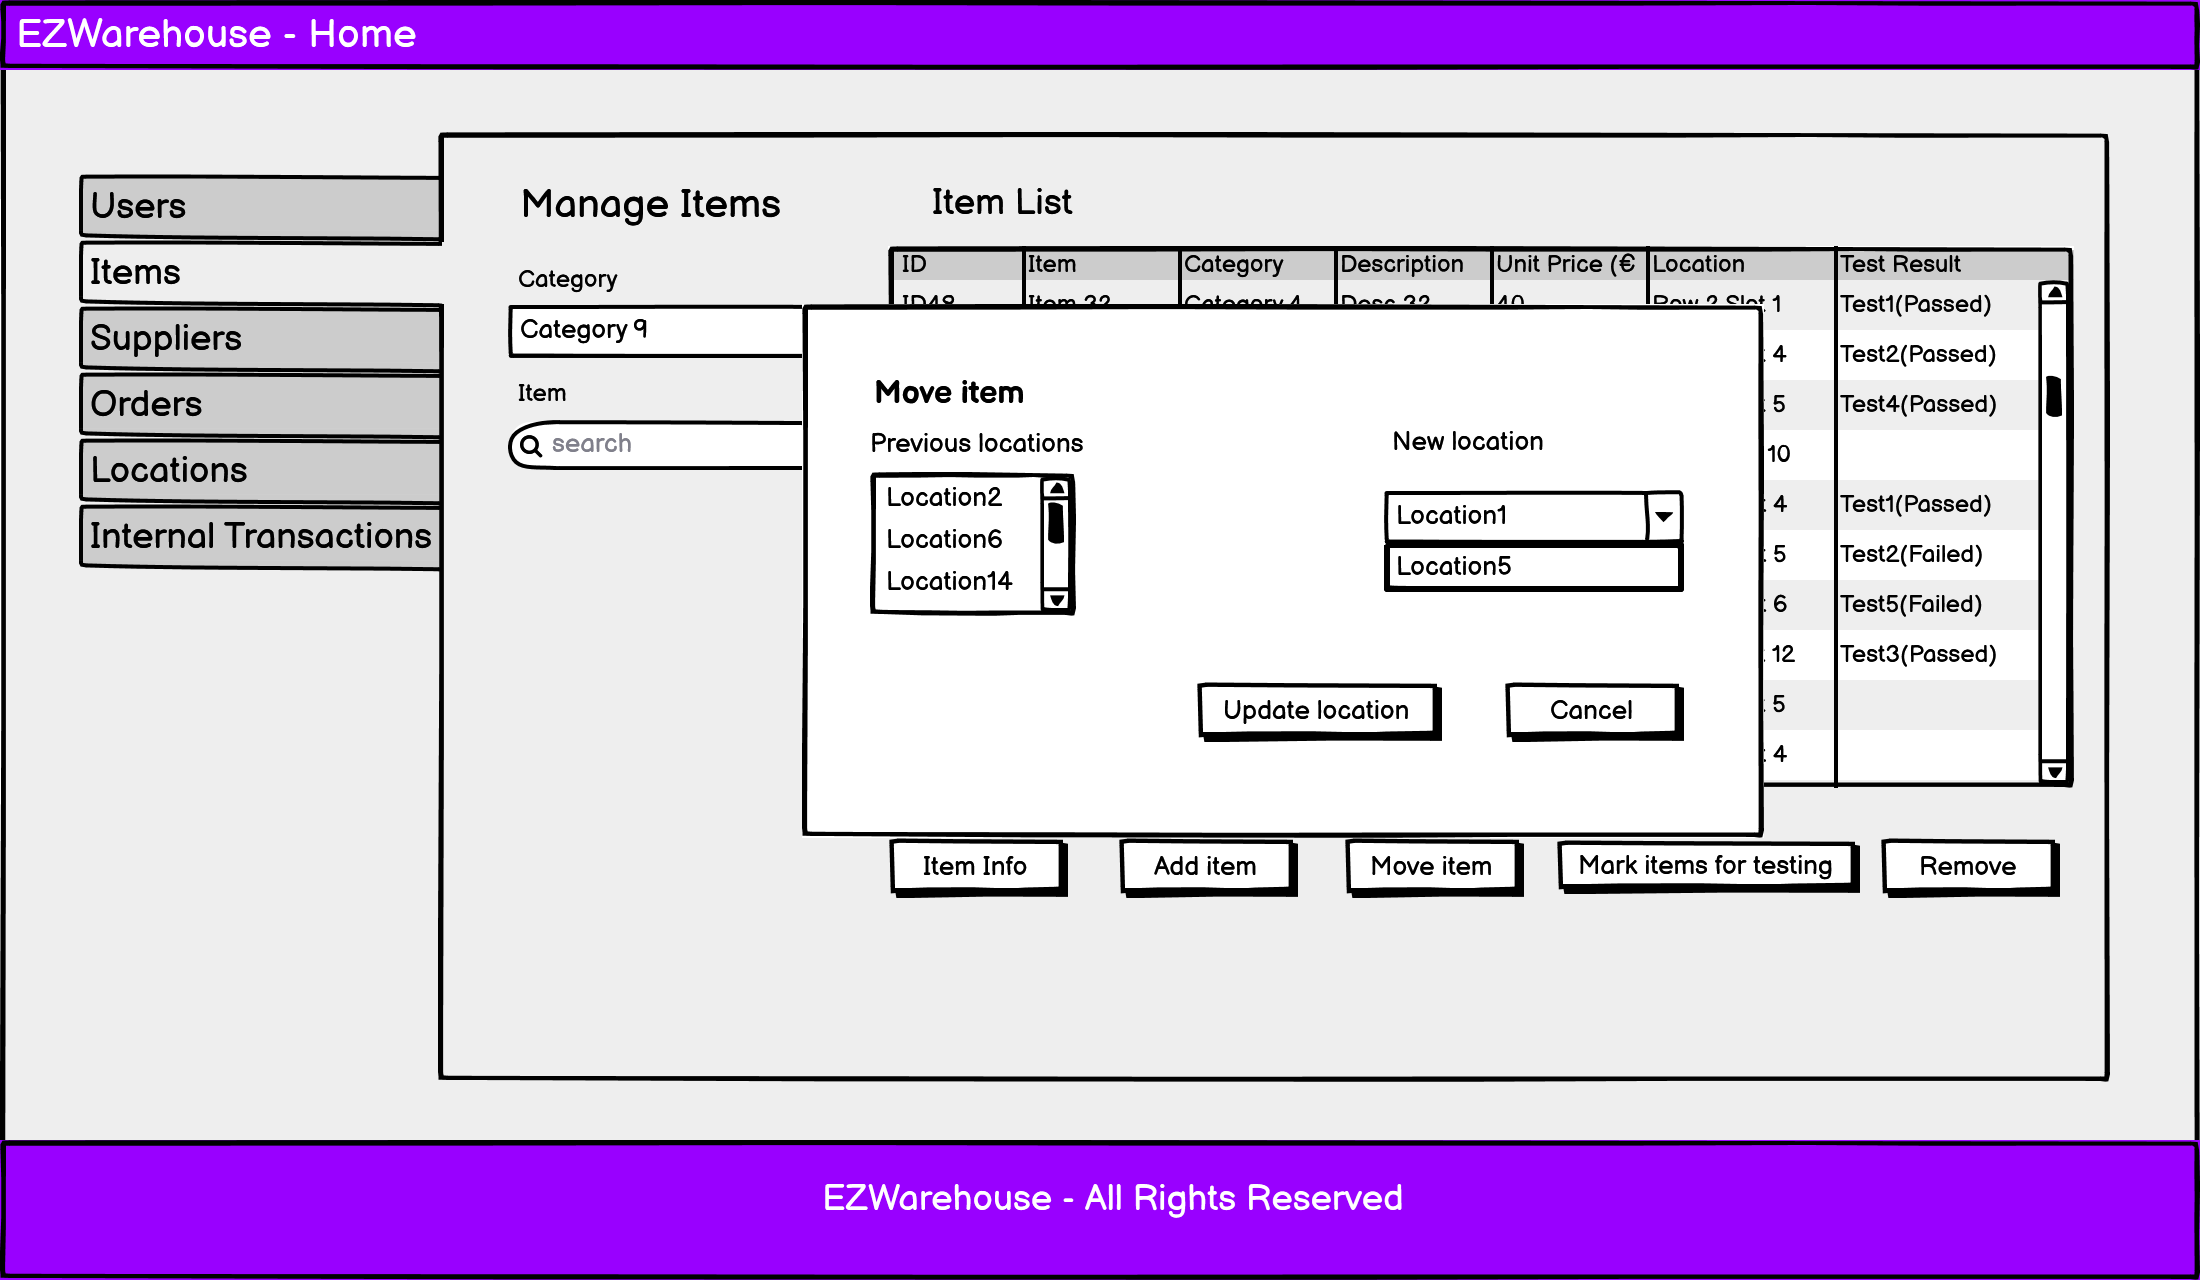 EZWarehouse - Home
Users
Items
Suppliers
Orders
Locations
Internal Transactions
Manage Items
Category
Category 9
Item
search
Item List
ID Item Category Description Unit Price (€ Location Test Result
ID48 Item 32 Category 4 Desc 32 40 Row 2 Slot 1 Test1(Passed)
4 Test2(Passed)
5 Test4(Passed)
10
4 Test1(Passed)
5 Test2(Failed)
6 Test5(Failed)
12 Test3(Passed)
5
4
Move item
Previous locations
Location2
Location6
Location14
New location
Location1
Location5
Update location
Cancel
Item Info
Add item
Move item
Mark items for testing
Remove
EZWarehouse - All Rights Reserved